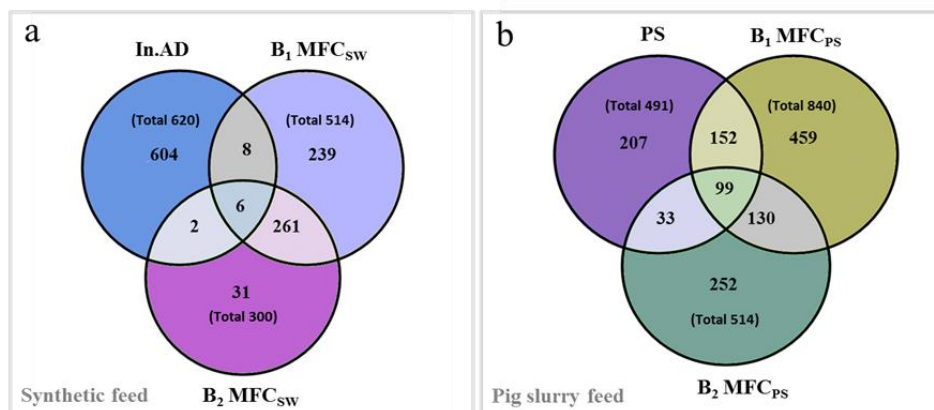 a
In.AD
B₁ MFCSW
(Total 620)
604
8
(Total 514)
239
2
6
261
31
(Total 300)
B₂ MFCSW
Synthetic feed
b
PS
B₁ MFCPS
(Total 491)
207
152
(Total 840)
459
99
33
130
252
(Total 514)
B₂ MFCPS
Pig slurry feed